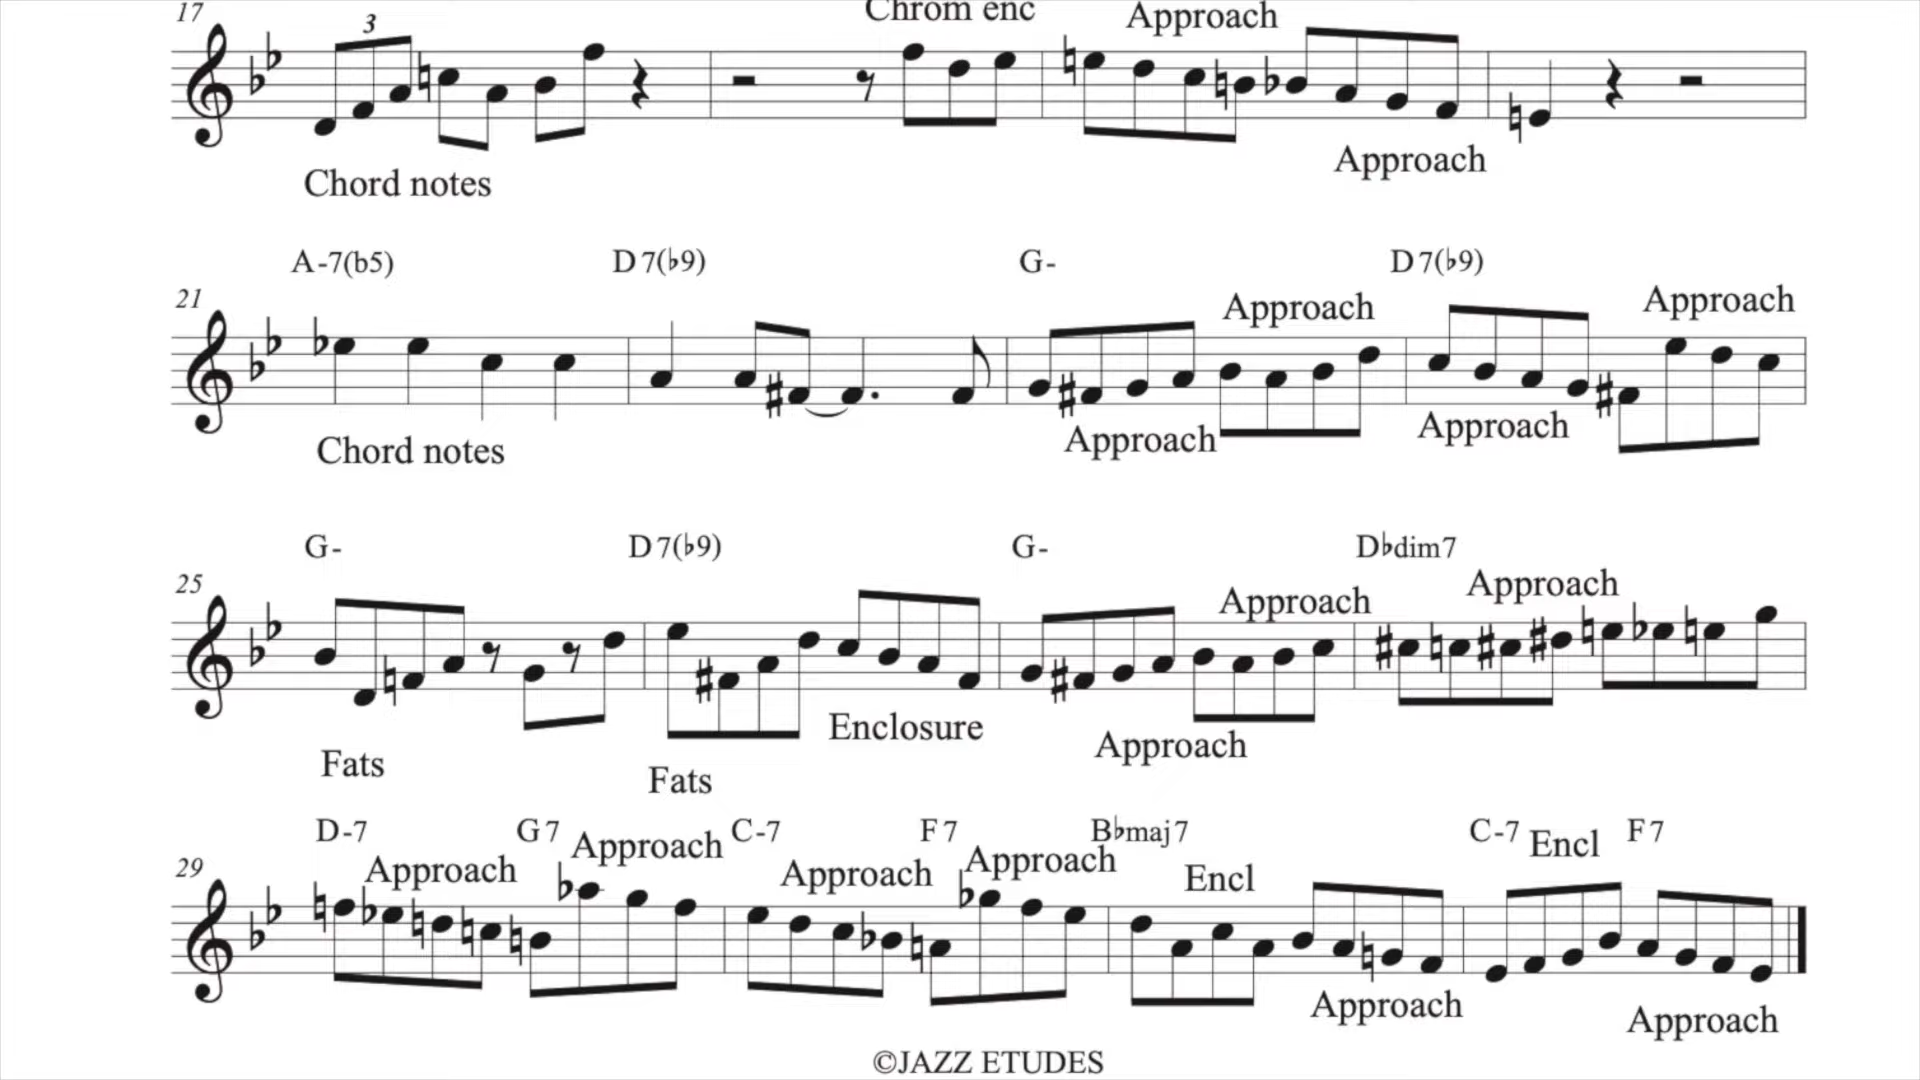 17 3 Chrom enc Approach
Chord notes Approach
A-7(b5) D7(♭9) G- D7(♭9)
21 Approach Approach
Chord notes Approach Approach
G- D7(♭9) G- D♭dim7
25 Approach Approach
Fats Fats Enclosure Approach
D-7 G7 C-7 F7 B♭maj7 C-7 F7
29 Approach Approach Approach Approach Encl Encl
Approach Approach
©JAZZ ETUDES